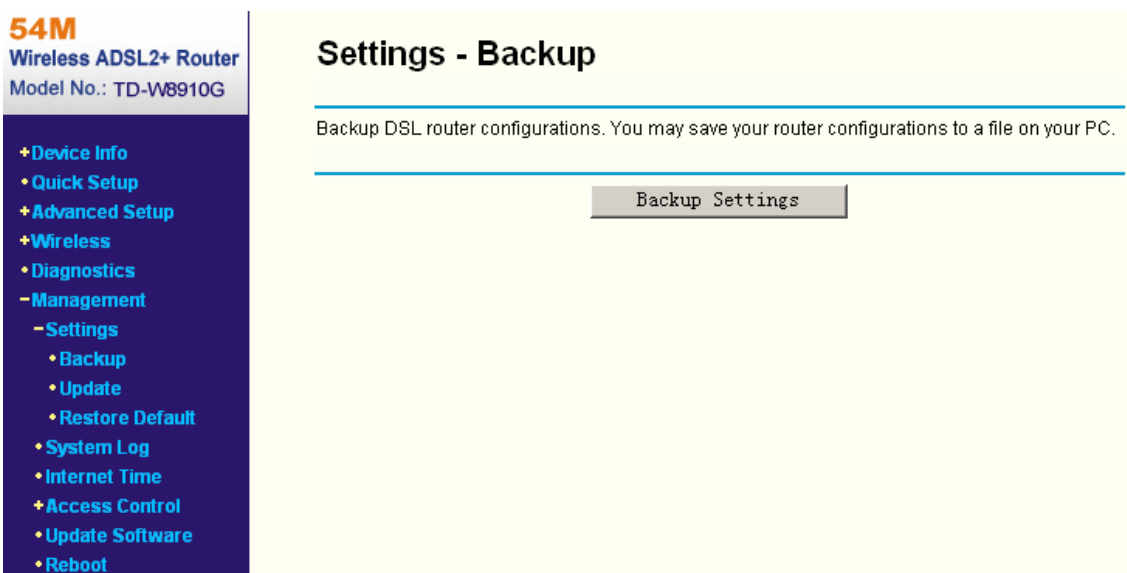 54M
Wireless ADSL2+ Router
Model No.: TD-W8910G
+Device Info
•Quick Setup
+Advanced Setup
+Wireless
•Diagnostics
-Management
-Settings
•Backup
•Update
•Restore Default
•System Log
•Internet Time
+Access Control
•Update Software
•Reboot
Settings - Backup
Backup DSL router configurations. You may save your router configurations to a file on your PC.
Backup Settings